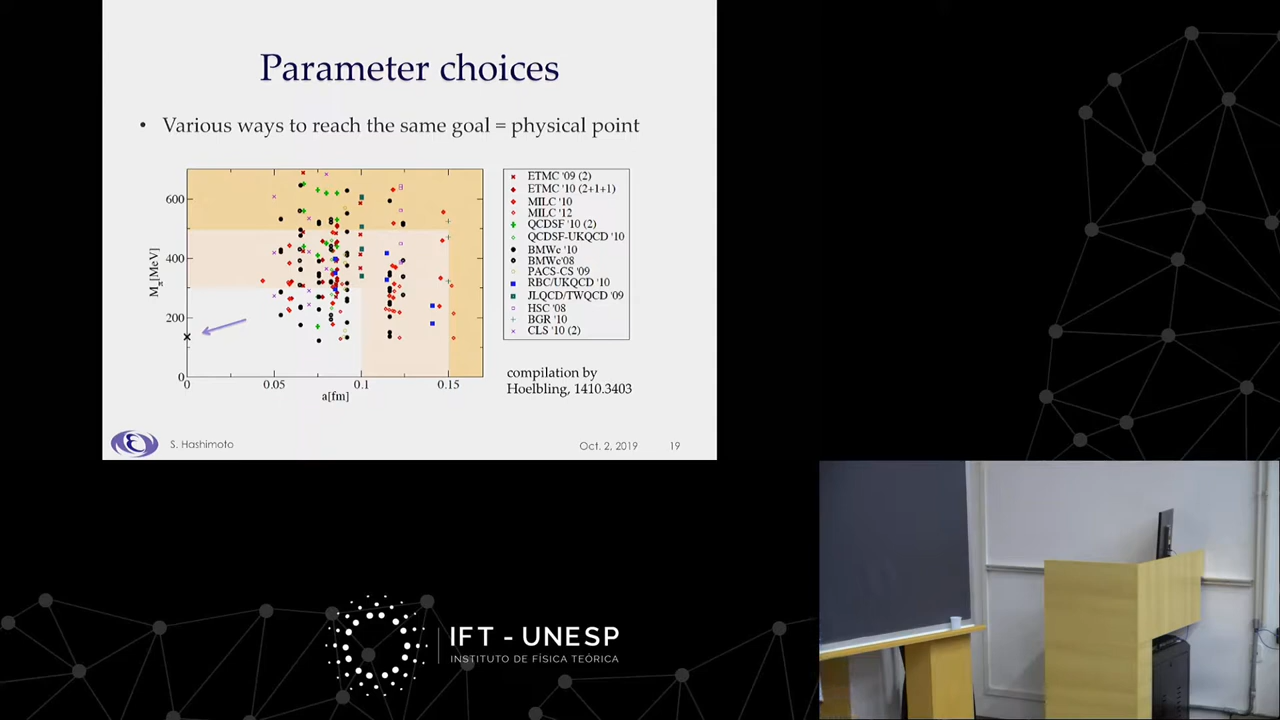 Parameter choices
• Various ways to reach the same goal = physical point
600
400
200
0
Mπ[MeV]
0
0.05
0.1
0.15
a[fm]
ETMC '09 (2)
ETMC '10 (2+1+1)
MILC '10
MILC '12
QCDSF '10 (2)
QCDSF-UKQCD '10
BMWc '10
BMWc'08
PACS-CS '09
RBC/UKQCD '10
JLQCD/TWQCD '09
HSC '08
BGR '10
CLS '10 (2)
compilation by
Hoelbling, 1410.3403
S. Hashimoto
Oct. 2, 2019
19
IFT - UNESP
INSTITUTO DE FÍSICA TEÓRICA